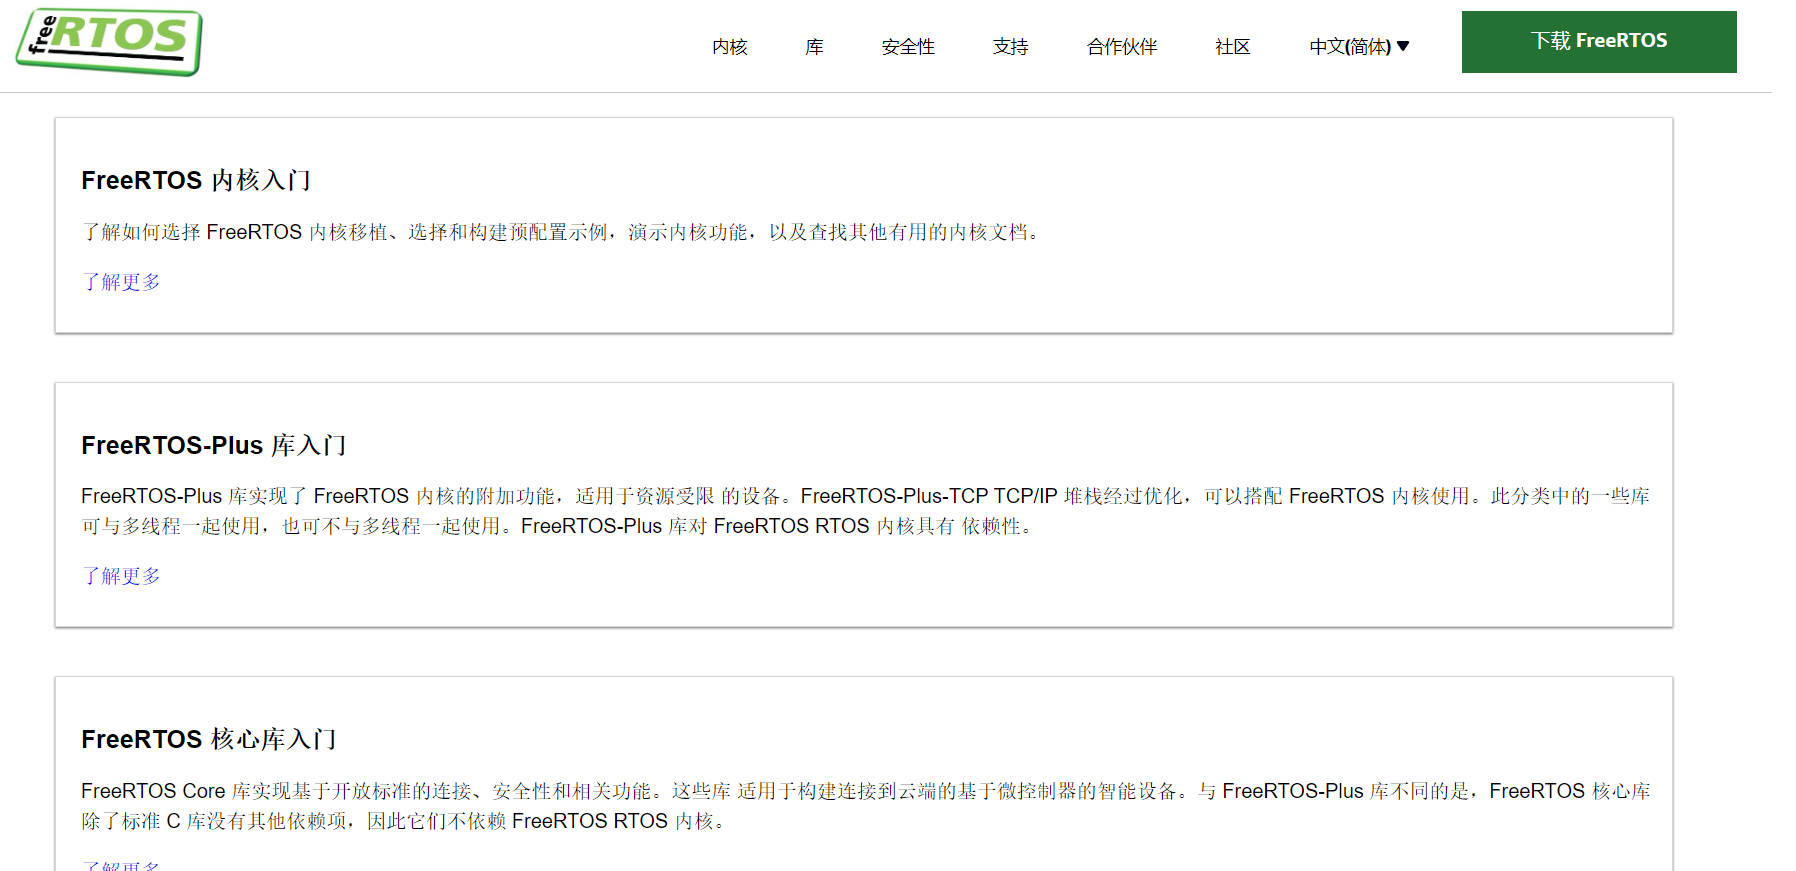 free RTOS
内核 库 安全性 支持 合作伙伴 社区 中文(简体) 下载 FreeRTOS
FreeRTOS 内核入门
了解如何选择 FreeRTOS 内核移植、选择和构建预配置示例，演示内核功能，以及查找其他有用的内核文档。
了解更多
FreeRTOS-Plus 库入门
FreeRTOS-Plus 库实现了 FreeRTOS 内核的附加功能，适用于资源受限 的设备。FreeRTOS-Plus-TCP TCP/IP 堆栈经过优化，可以搭配 FreeRTOS 内核使用。此分类中的一些库
可与多线程一起使用，也可不与多线程一起使用。FreeRTOS-Plus 库对 FreeRTOS RTOS 内核具有 依赖性。
了解更多
FreeRTOS 核心库入门
FreeRTOS Core 库实现基于开放标准的连接、安全性和相关功能。这些库 适用于构建连接到云端的基于微控制器的智能设备。与 FreeRTOS-Plus 库不同的是，FreeRTOS 核心库
除了标准 C 库没有其他依赖项，因此它们不依赖 FreeRTOS RTOS 内核。
了解更多